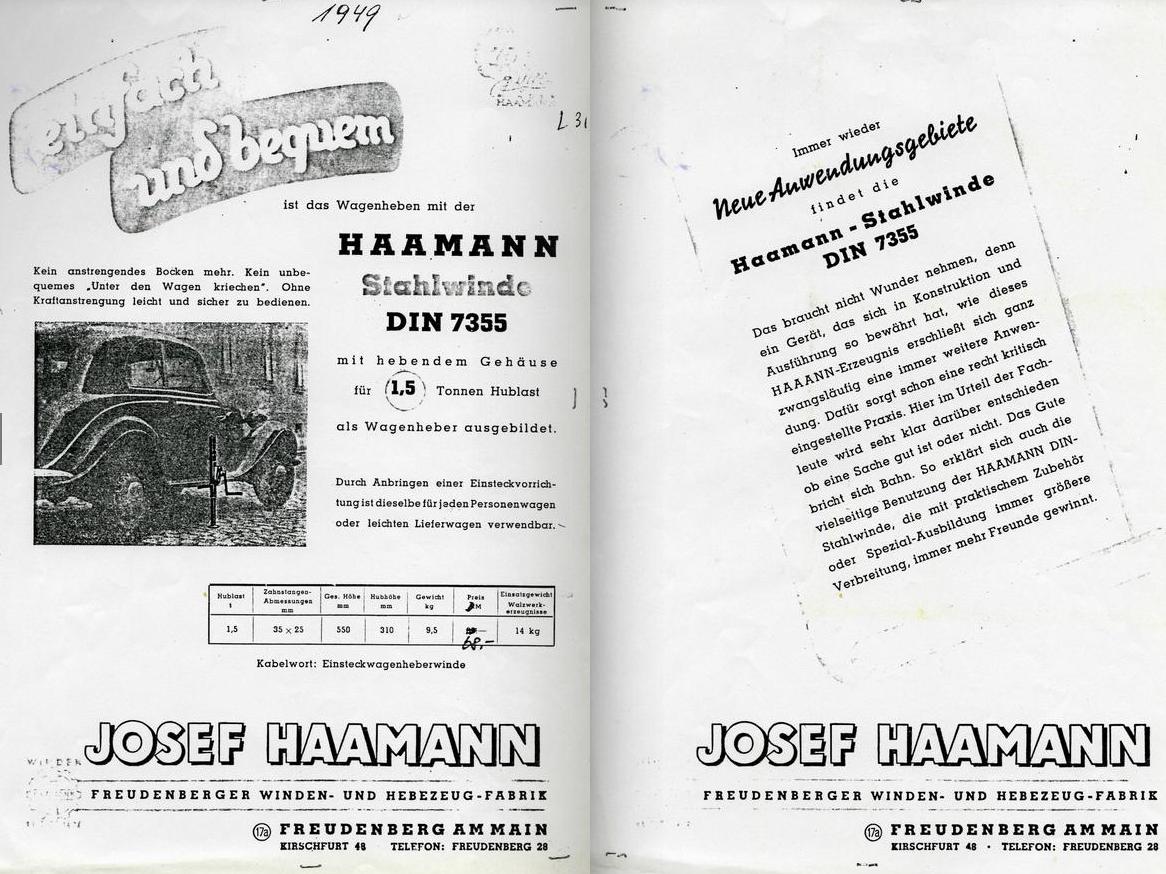 1949
einfach
und bequem
HAAMANN
L 31
ist das Wagenheben mit der
HAAMANN
Stahlwinde
DIN 7355
mit hebendem Gehäuse
für 1,5 Tonnen Hublast
als Wagenheber ausgebildet.
Kein anstrengendes Bocken mehr. Kein unbe-
quemes „Unter den Wagen kriechen". Ohne
Kraftanstrengung leicht und sicher zu bedienen.
Durch Anbringen einer Einsteckvorrich-
tung ist dieselbe für jeden Personenwagen
oder leichten Lieferwagen verwendbar.
Hublast t Zahnstangen-Abmessungen mm Ges. Höhe mm Hubhöhe mm Gewicht kg Preis M Einsatzgewicht Walzwerk-erzeugnisse
1,5 35 × 25 550 310 9,5 68,- 14 kg
Kabelwort: Einsteckwagenheberwinde
JOSEF HAAMANN
FREUDENBERGER WINDEN- UND HEBEZEUG-FABRIK
17a FREUDENBERG AM MAIN
KIRSCHFURT 48 TELEFON: FREUDENBERG 28
Immer wieder
Neue Anwendungsgebiete
findet die
Haamann-Stahlwinde
DIN 7355
Das braucht nicht Wunder nehmen, denn
ein Gerät, das sich in Konstruktion und
Ausführung so bewährt hat, wie dieses
HAAANN-Erzeugnis erschließt sich ganz
zwangsläufig eine immer weitere Anwen-
dung. Dafür sorgt schon eine recht kritisch
eingestellte Praxis. Hier im Urteil der Fach-
leute wird sehr klar darüber entschieden
ob eine Sache gut ist oder nicht. Das Gute
bricht sich Bahn. So erklärt sich auch die
vielseitige Benutzung der HAAMANN DIN-
Stahlwinde, die mit praktischem Zubehör
oder Spezial-Ausbildung immer größere
Verbreitung, immer mehr Freunde gewinnt.
JOSEF HAAMANN
FREUDENBERGER WINDEN- UND HEBEZEUG-FABRIK
17a FREUDENBERG AM MAIN
KIRSCHFURT 48 · TELEFON: FREUDENBERG 28